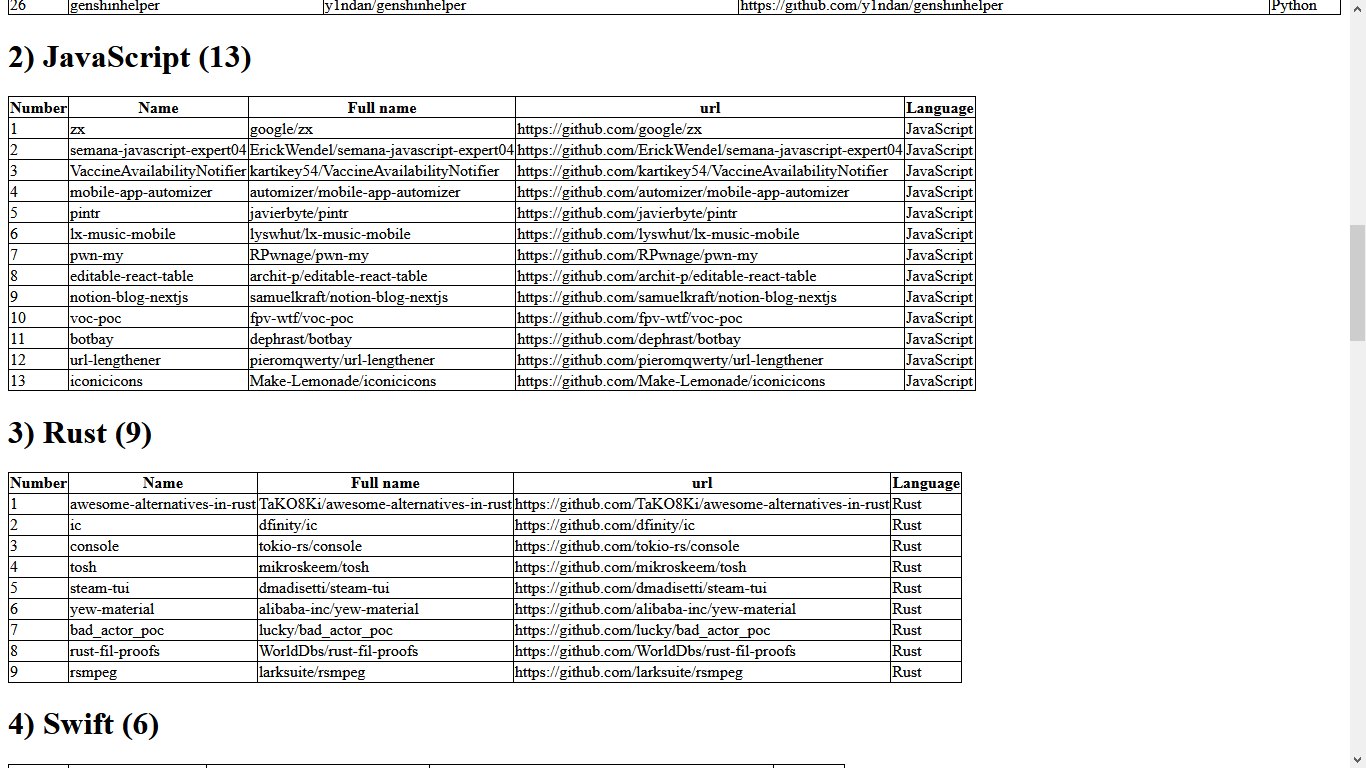 26 genshinhelper y1ndan/genshinhelper https://github.com/y1ndan/genshinhelper Python
2) JavaScript (13)
Number Name Full name url Language
1 zx google/zx https://github.com/google/zx JavaScript
2 semana-javascript-expert04 ErickWendel/semana-javascript-expert04 https://github.com/ErickWendel/semana-javascript-expert04 JavaScript
3 VaccineAvailabilityNotifier kartikey54/VaccineAvailabilityNotifier https://github.com/kartikey54/VaccineAvailabilityNotifier JavaScript
4 mobile-app-automizer automizer/mobile-app-automizer https://github.com/automizer/mobile-app-automizer JavaScript
5 pintr javierbyte/pintr https://github.com/javierbyte/pintr JavaScript
6 lx-music-mobile lyswhut/lx-music-mobile https://github.com/lyswhut/lx-music-mobile JavaScript
7 pwn-my RPwnage/pwn-my https://github.com/RPwnage/pwn-my JavaScript
8 editable-react-table archit-p/editable-react-table https://github.com/archit-p/editable-react-table JavaScript
9 notion-blog-nextjs samuelkraft/notion-blog-nextjs https://github.com/samuelkraft/notion-blog-nextjs JavaScript
10 voc-poc fpv-wtf/voc-poc https://github.com/fpv-wtf/voc-poc JavaScript
11 botbay dephrast/botbay https://github.com/dephrast/botbay JavaScript
12 url-lengthener pieromqwerty/url-lengthener https://github.com/pieromqwerty/url-lengthener JavaScript
13 iconicicons Make-Lemonade/iconicicons https://github.com/Make-Lemonade/iconicicons JavaScript
3) Rust (9)
Number Name Full name url Language
1 awesome-alternatives-in-rust TaKO8Ki/awesome-alternatives-in-rust https://github.com/TaKO8Ki/awesome-alternatives-in-rust Rust
2 ic dfinity/ic https://github.com/dfinity/ic Rust
3 console tokio-rs/console https://github.com/tokio-rs/console Rust
4 tosh mikroskeem/tosh https://github.com/mikroskeem/tosh Rust
5 steam-tui dmadisetti/steam-tui https://github.com/dmadisetti/steam-tui Rust
6 yew-material alibaba-inc/yew-material https://github.com/alibaba-inc/yew-material Rust
7 bad_actor_poc lucky/bad_actor_poc https://github.com/lucky/bad_actor_poc Rust
8 rust-fil-proofs WorldDbs/rust-fil-proofs https://github.com/WorldDbs/rust-fil-proofs Rust
9 rsmpeg larksuite/rsmpeg https://github.com/larksuite/rsmpeg Rust
4) Swift (6)